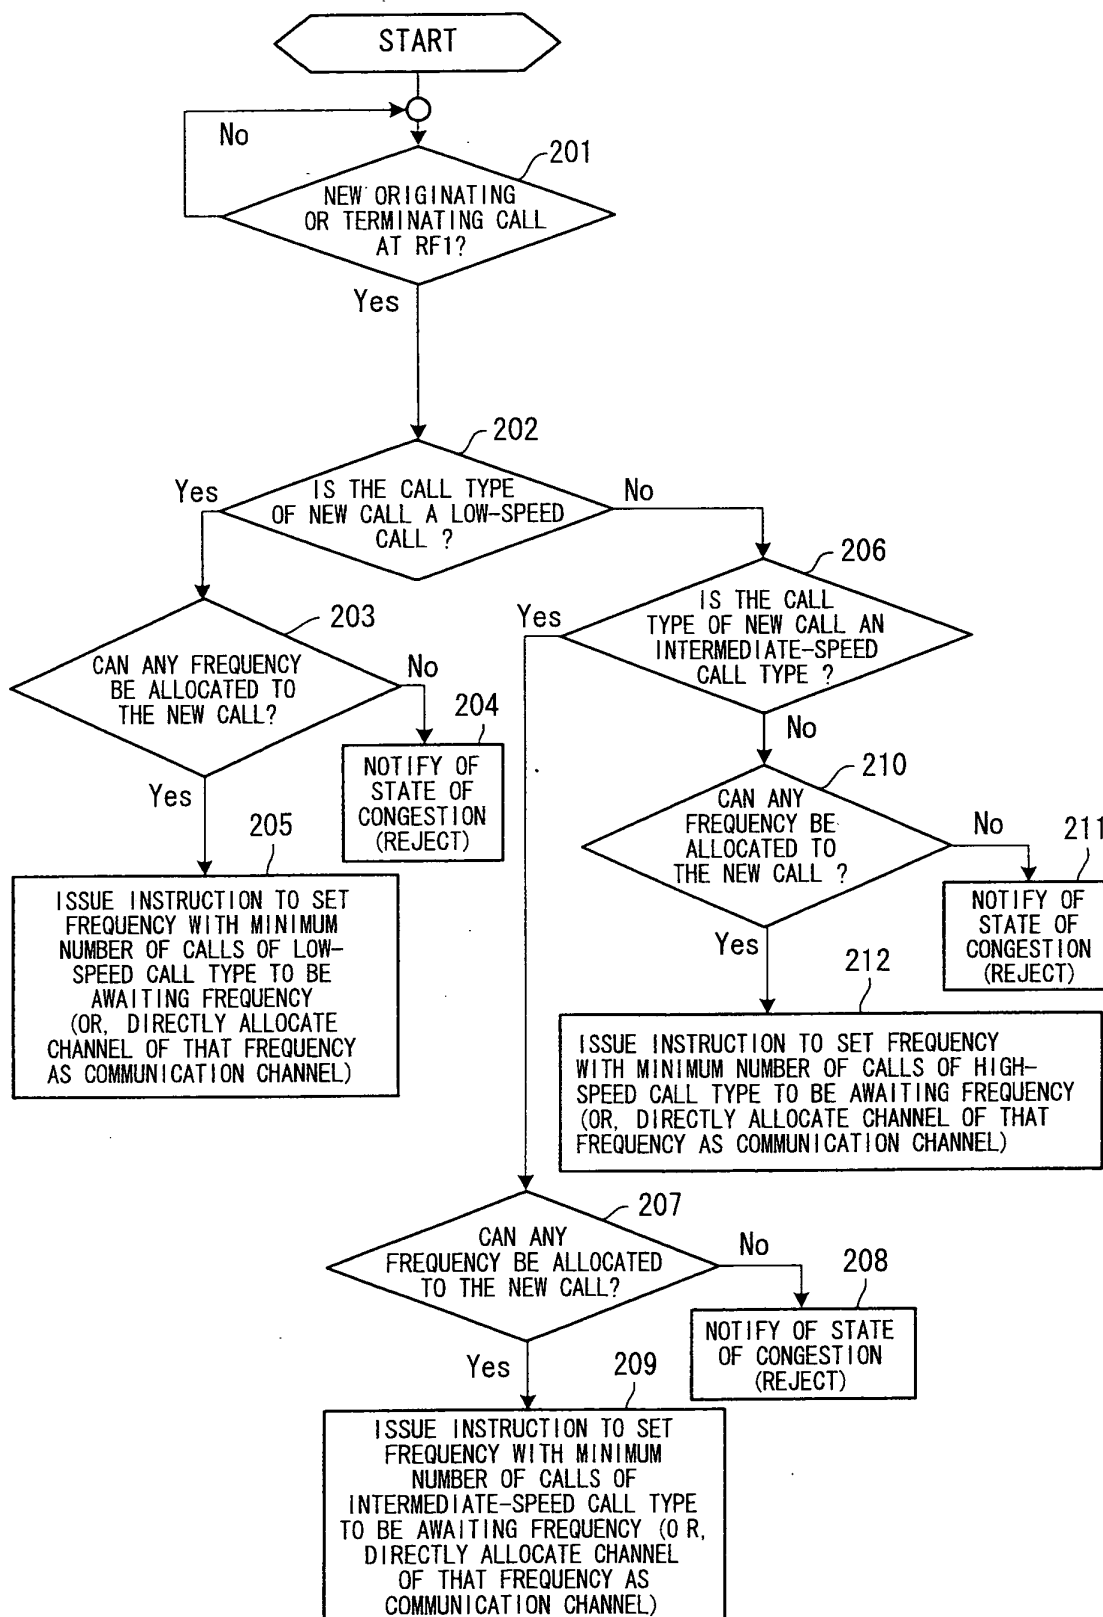 START
No
201
NEW ORIGINATING
OR TERMINATING CALL
AT RF1?
Yes
202
Yes
IS THE CALL TYPE
OF NEW CALL A LOW-SPEED
CALL ?
No
206
IS THE CALL
TYPE OF NEW CALL AN
INTERMEDIATE-SPEED
CALL TYPE ?
Yes
No
203
CAN ANY FREQUENCY
BE ALLOCATED TO
THE NEW CALL?
No
204
NOTIFY OF
STATE OF
CONGESTION
(REJECT)
Yes
205
ISSUE INSTRUCTION TO SET
FREQUENCY WITH MINIMUM
NUMBER OF CALLS OF LOW-
SPEED CALL TYPE TO BE
AWAITING FREQUENCY
(OR, DIRECTLY ALLOCATE
CHANNEL OF THAT FREQUENCY
AS COMMUNICATION CHANNEL)
210
CAN ANY
FREQUENCY BE
ALLOCATED TO
THE NEW CALL ?
No
211
NOTIFY OF
STATE OF
CONGESTION
(REJECT)
Yes
212
ISSUE INSTRUCTION TO SET FREQUENCY
WITH MINIMUM NUMBER OF CALLS OF HIGH-
SPEED CALL TYPE TO BE AWAITING FREQUENCY
(OR, DIRECTLY ALLOCATE CHANNEL OF THAT
FREQUENCY AS COMMUNICATION CHANNEL)
207
CAN ANY
FREQUENCY BE ALLOCATED
TO THE NEW CALL?
No
208
NOTIFY OF STATE
OF CONGESTION
(REJECT)
Yes
209
ISSUE INSTRUCTION TO SET
FREQUENCY WITH MINIMUM
NUMBER OF CALLS OF
INTERMEDIATE-SPEED CALL TYPE
TO BE AWAITING FREQUENCY (OR,
DIRECTLY ALLOCATE CHANNEL
OF THAT FREQUENCY AS
COMMUNICATION CHANNEL)